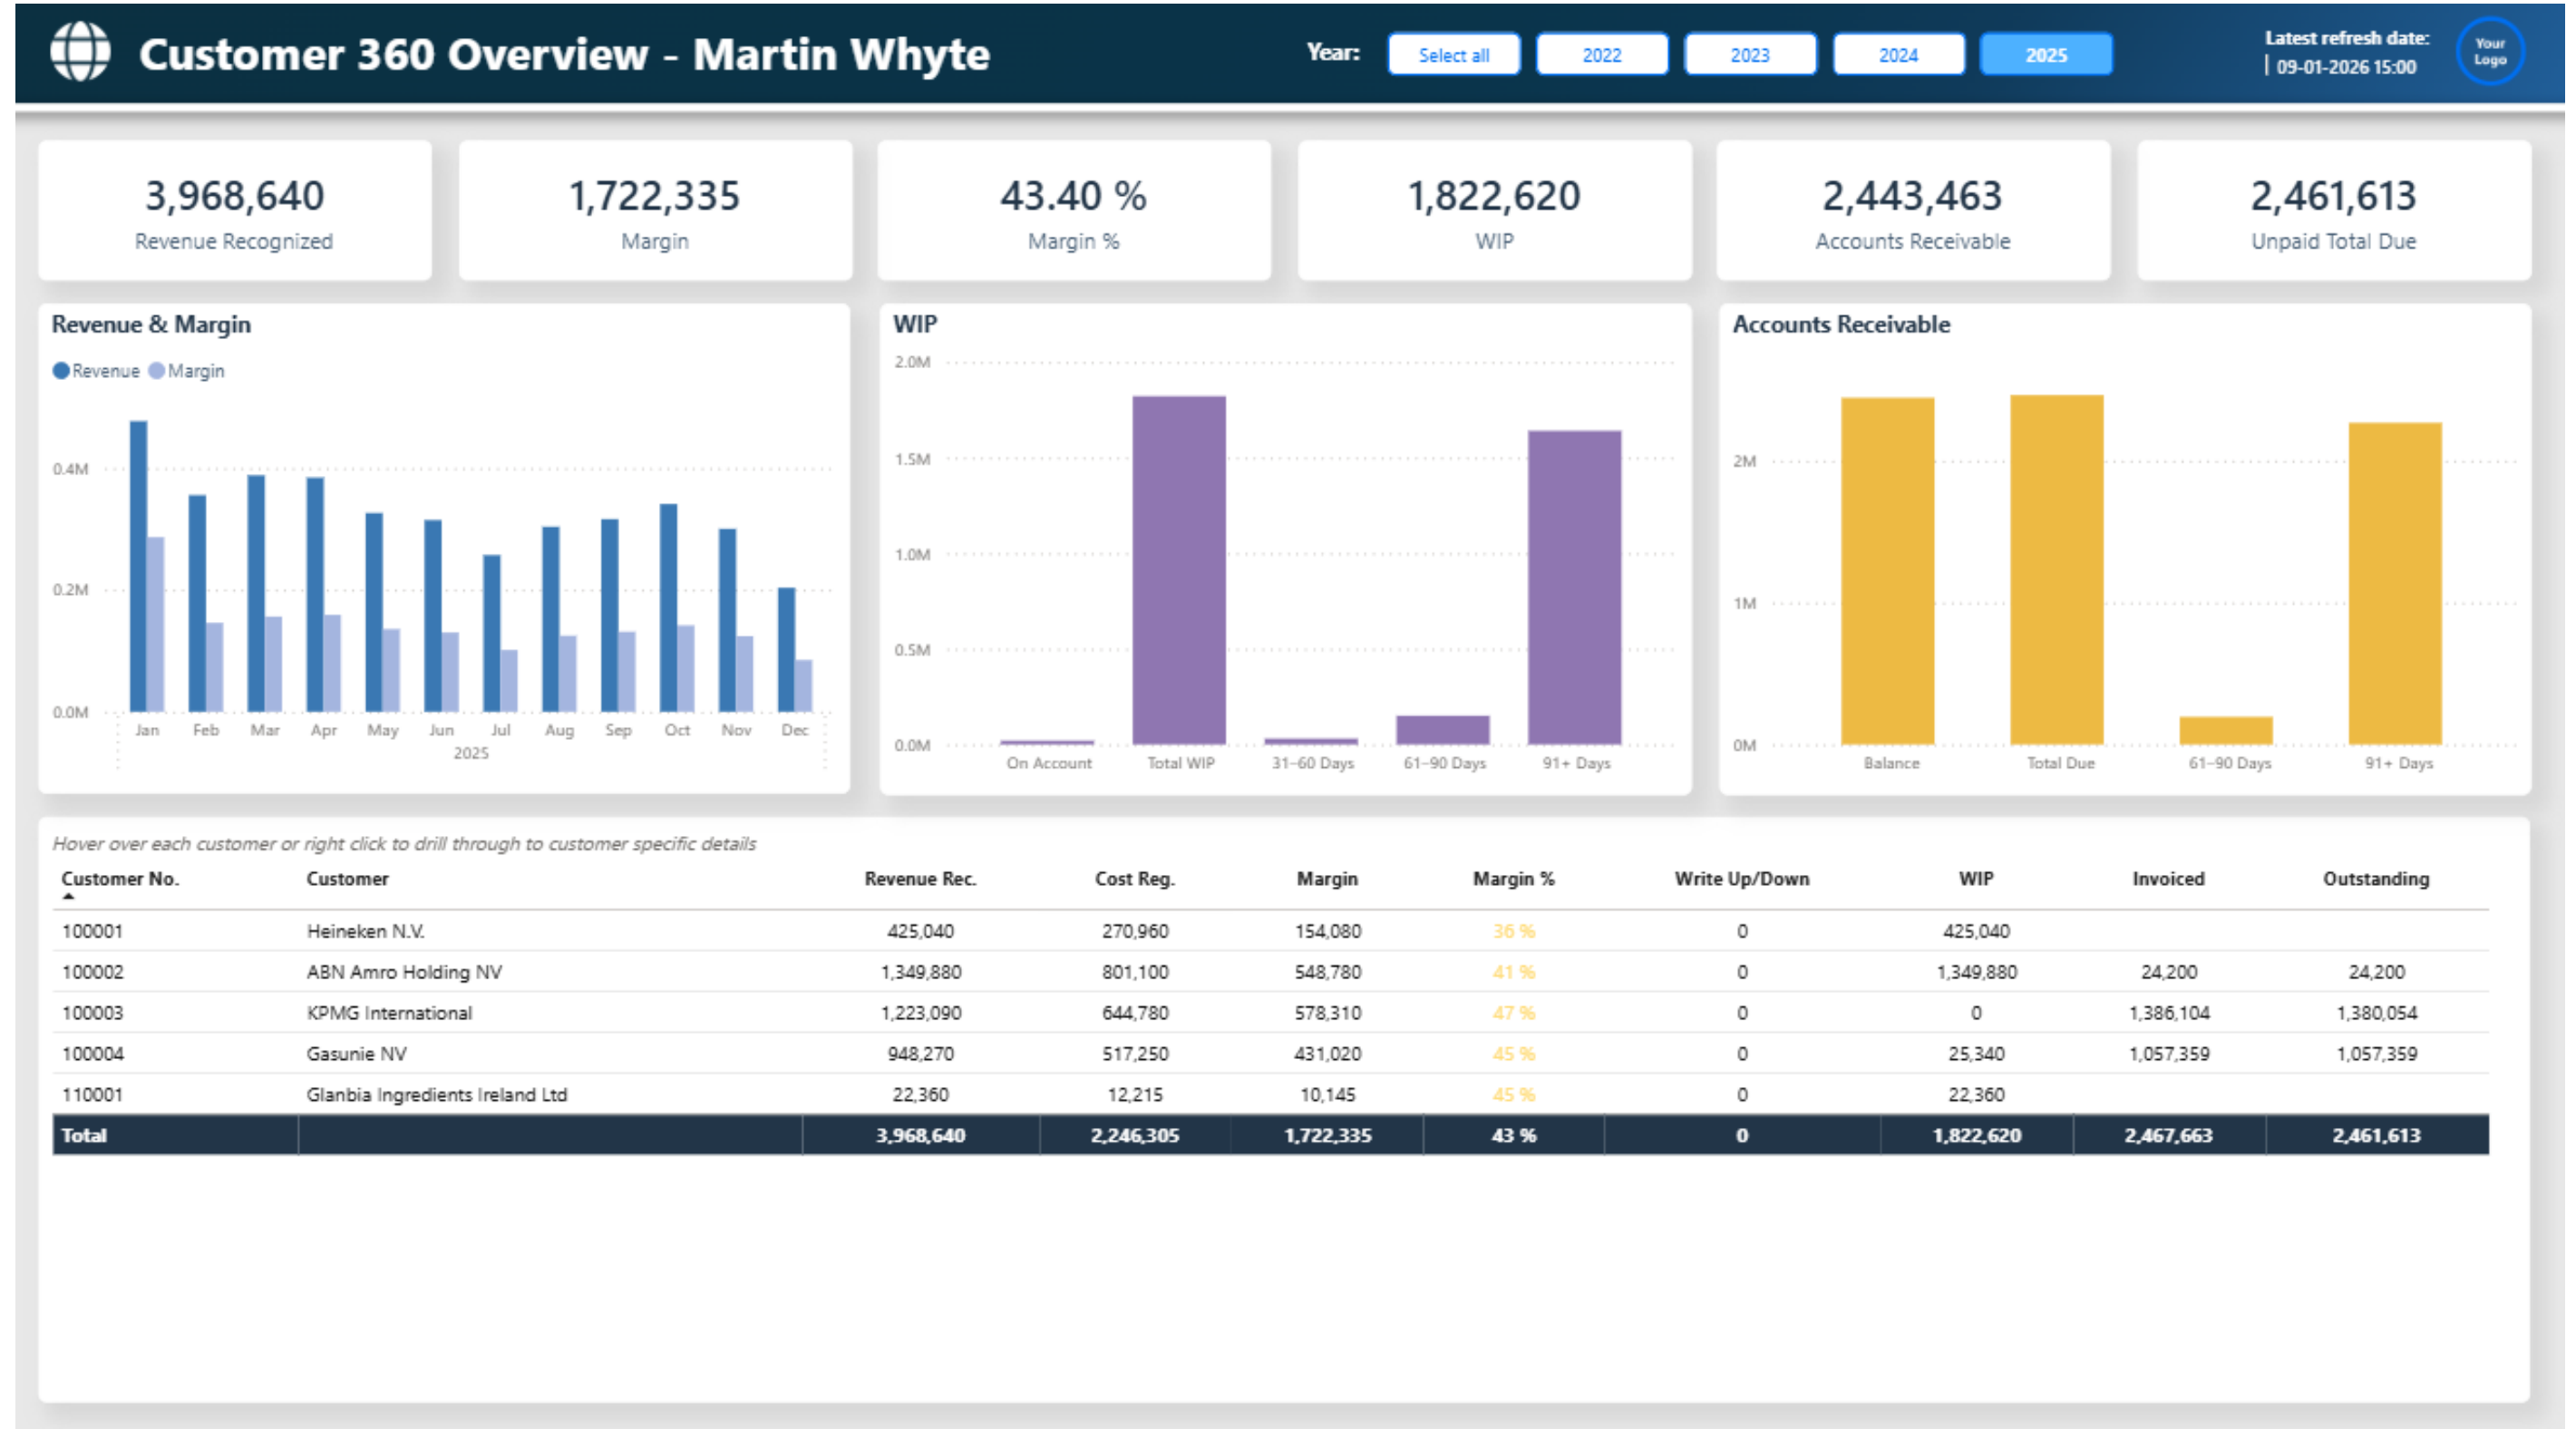 Customer 360 Overview - Martin Whyte
Year:
Select all
2022
2023
2024
2025
Latest refresh date:
09-01-2026 15:00
Your
Logo
3,968,640
Revenue Recognized
1,722,335
Margin
43.40 %
Margin %
1,822,620
WIP
2,443,463
Accounts Receivable
2,461,613
Unpaid Total Due
Revenue & Margin
Revenue Margin
0.4M
0.2M
0.0M
Jan Feb Mar Apr May Jun Jul Aug Sep Oct Nov Dec
2025
WIP
2.0M
1.5M
1.0M
0.5M
0.0M
On Account Total WIP 31–60 Days 61–90 Days 91+ Days
Accounts Receivable
2M
1M
0M
Balance Total Due 61–90 Days 91+ Days
Hover over each customer or right click to drill through to customer specific details
Customer No. Customer Revenue Rec. Cost Reg. Margin Margin % Write Up/Down WIP Invoiced Outstanding
100001 Heineken N.V. 425,040 270,960 154,080 36 % 0 425,040
100002 ABN Amro Holding NV 1,349,880 801,100 548,780 41 % 0 1,349,880 24,200 24,200
100003 KPMG International 1,223,090 644,780 578,310 47 % 0 0 1,386,104 1,380,054
100004 Gasunie NV 948,270 517,250 431,020 45 % 0 25,340 1,057,359 1,057,359
110001 Glanbia Ingredients Ireland Ltd 22,360 12,215 10,145 45 % 0 22,360
Total 3,968,640 2,246,305 1,722,335 43 % 0 1,822,620 2,467,663 2,461,613